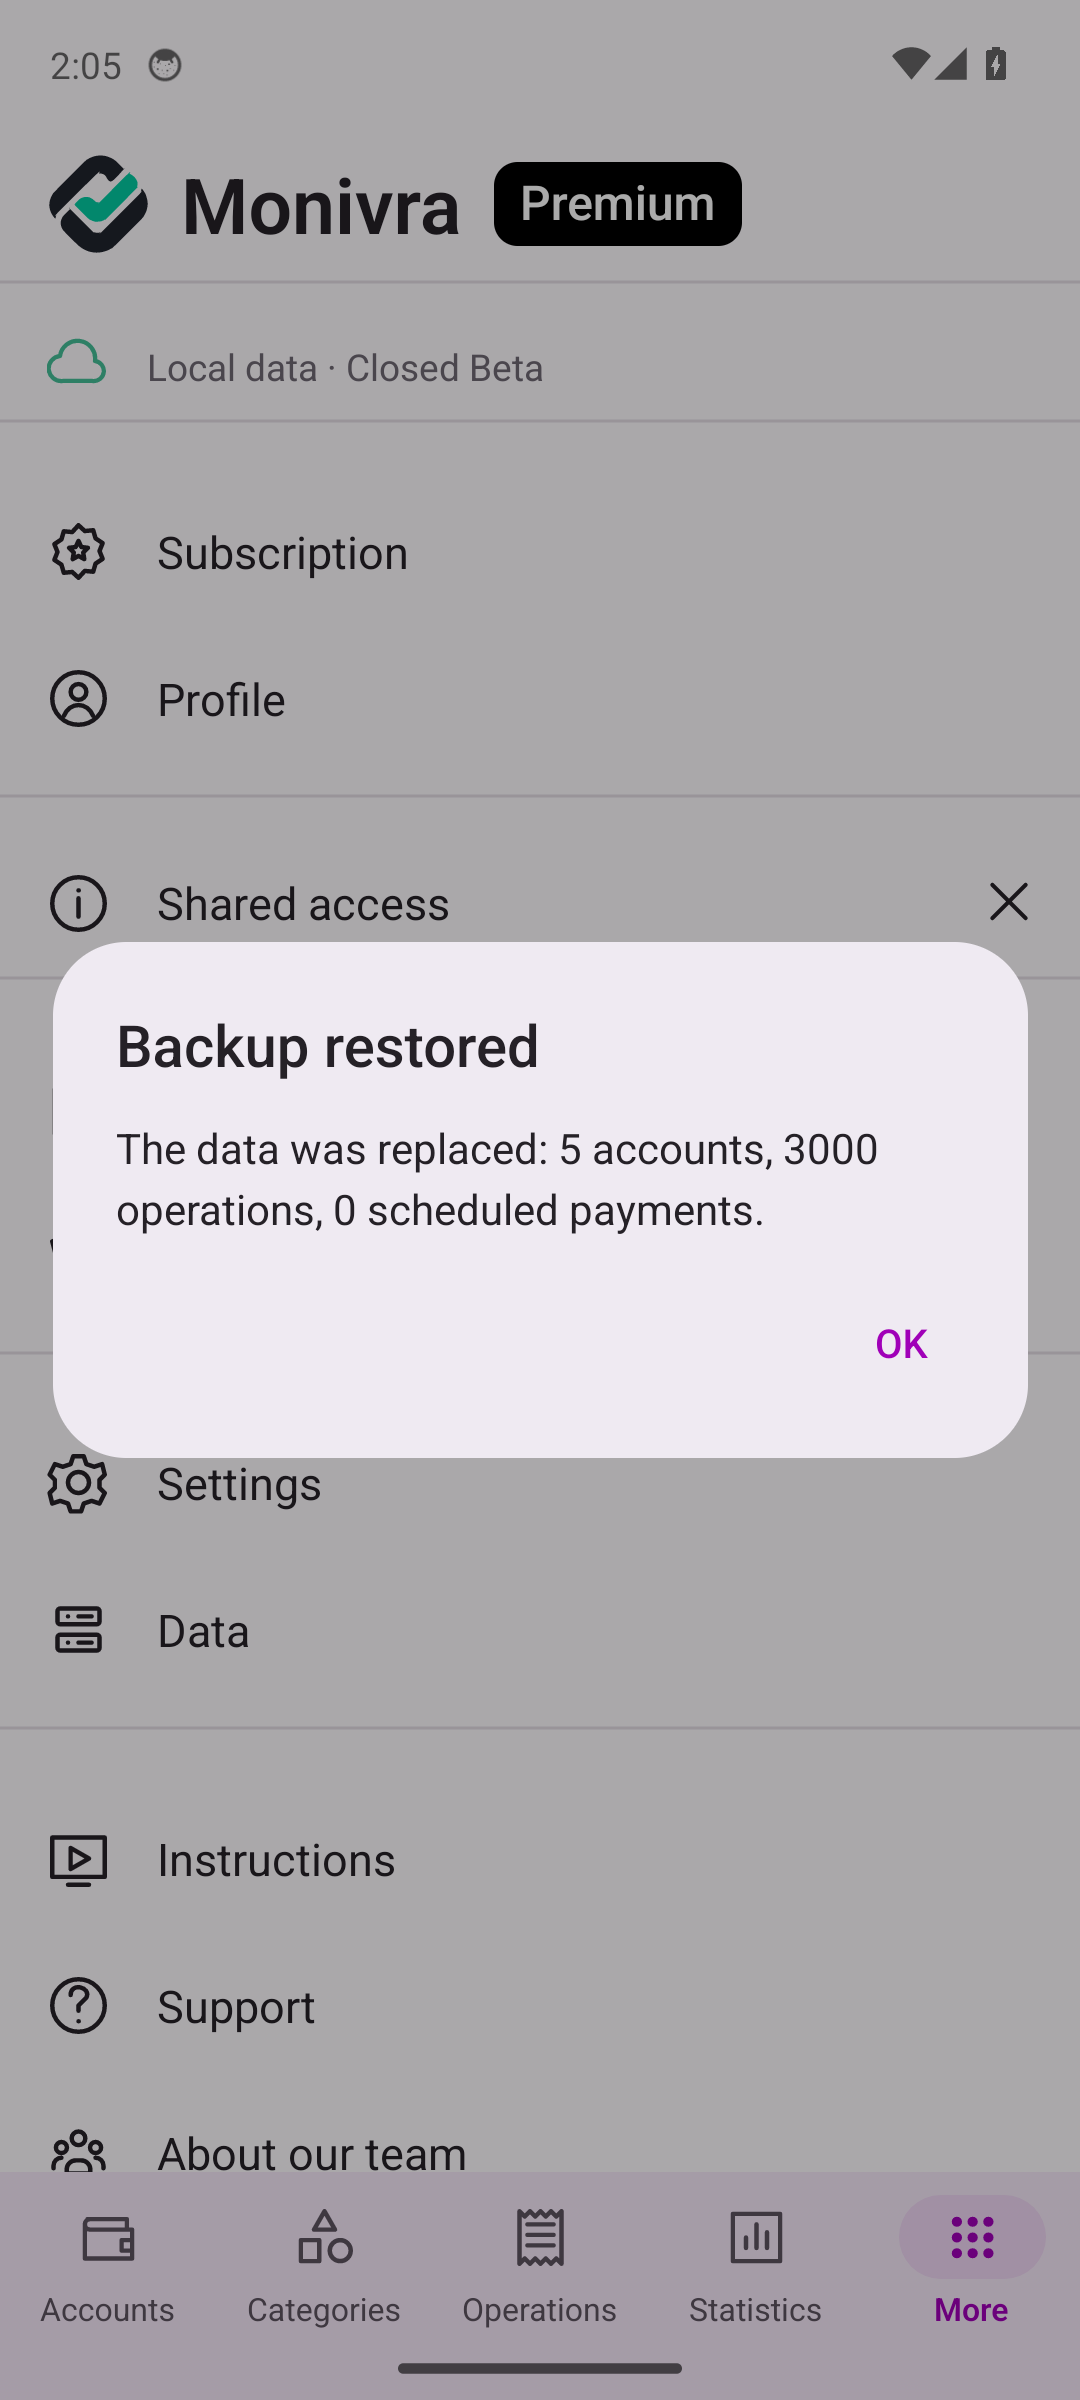 2:05
Monivra Premium
Local data · Closed Beta
Subscription
Profile
Shared access
Backup restored
The data was replaced: 5 accounts, 3000
operations, 0 scheduled payments.
OK
Settings
Data
Instructions
Support
About our team
Accounts Categories Operations Statistics More